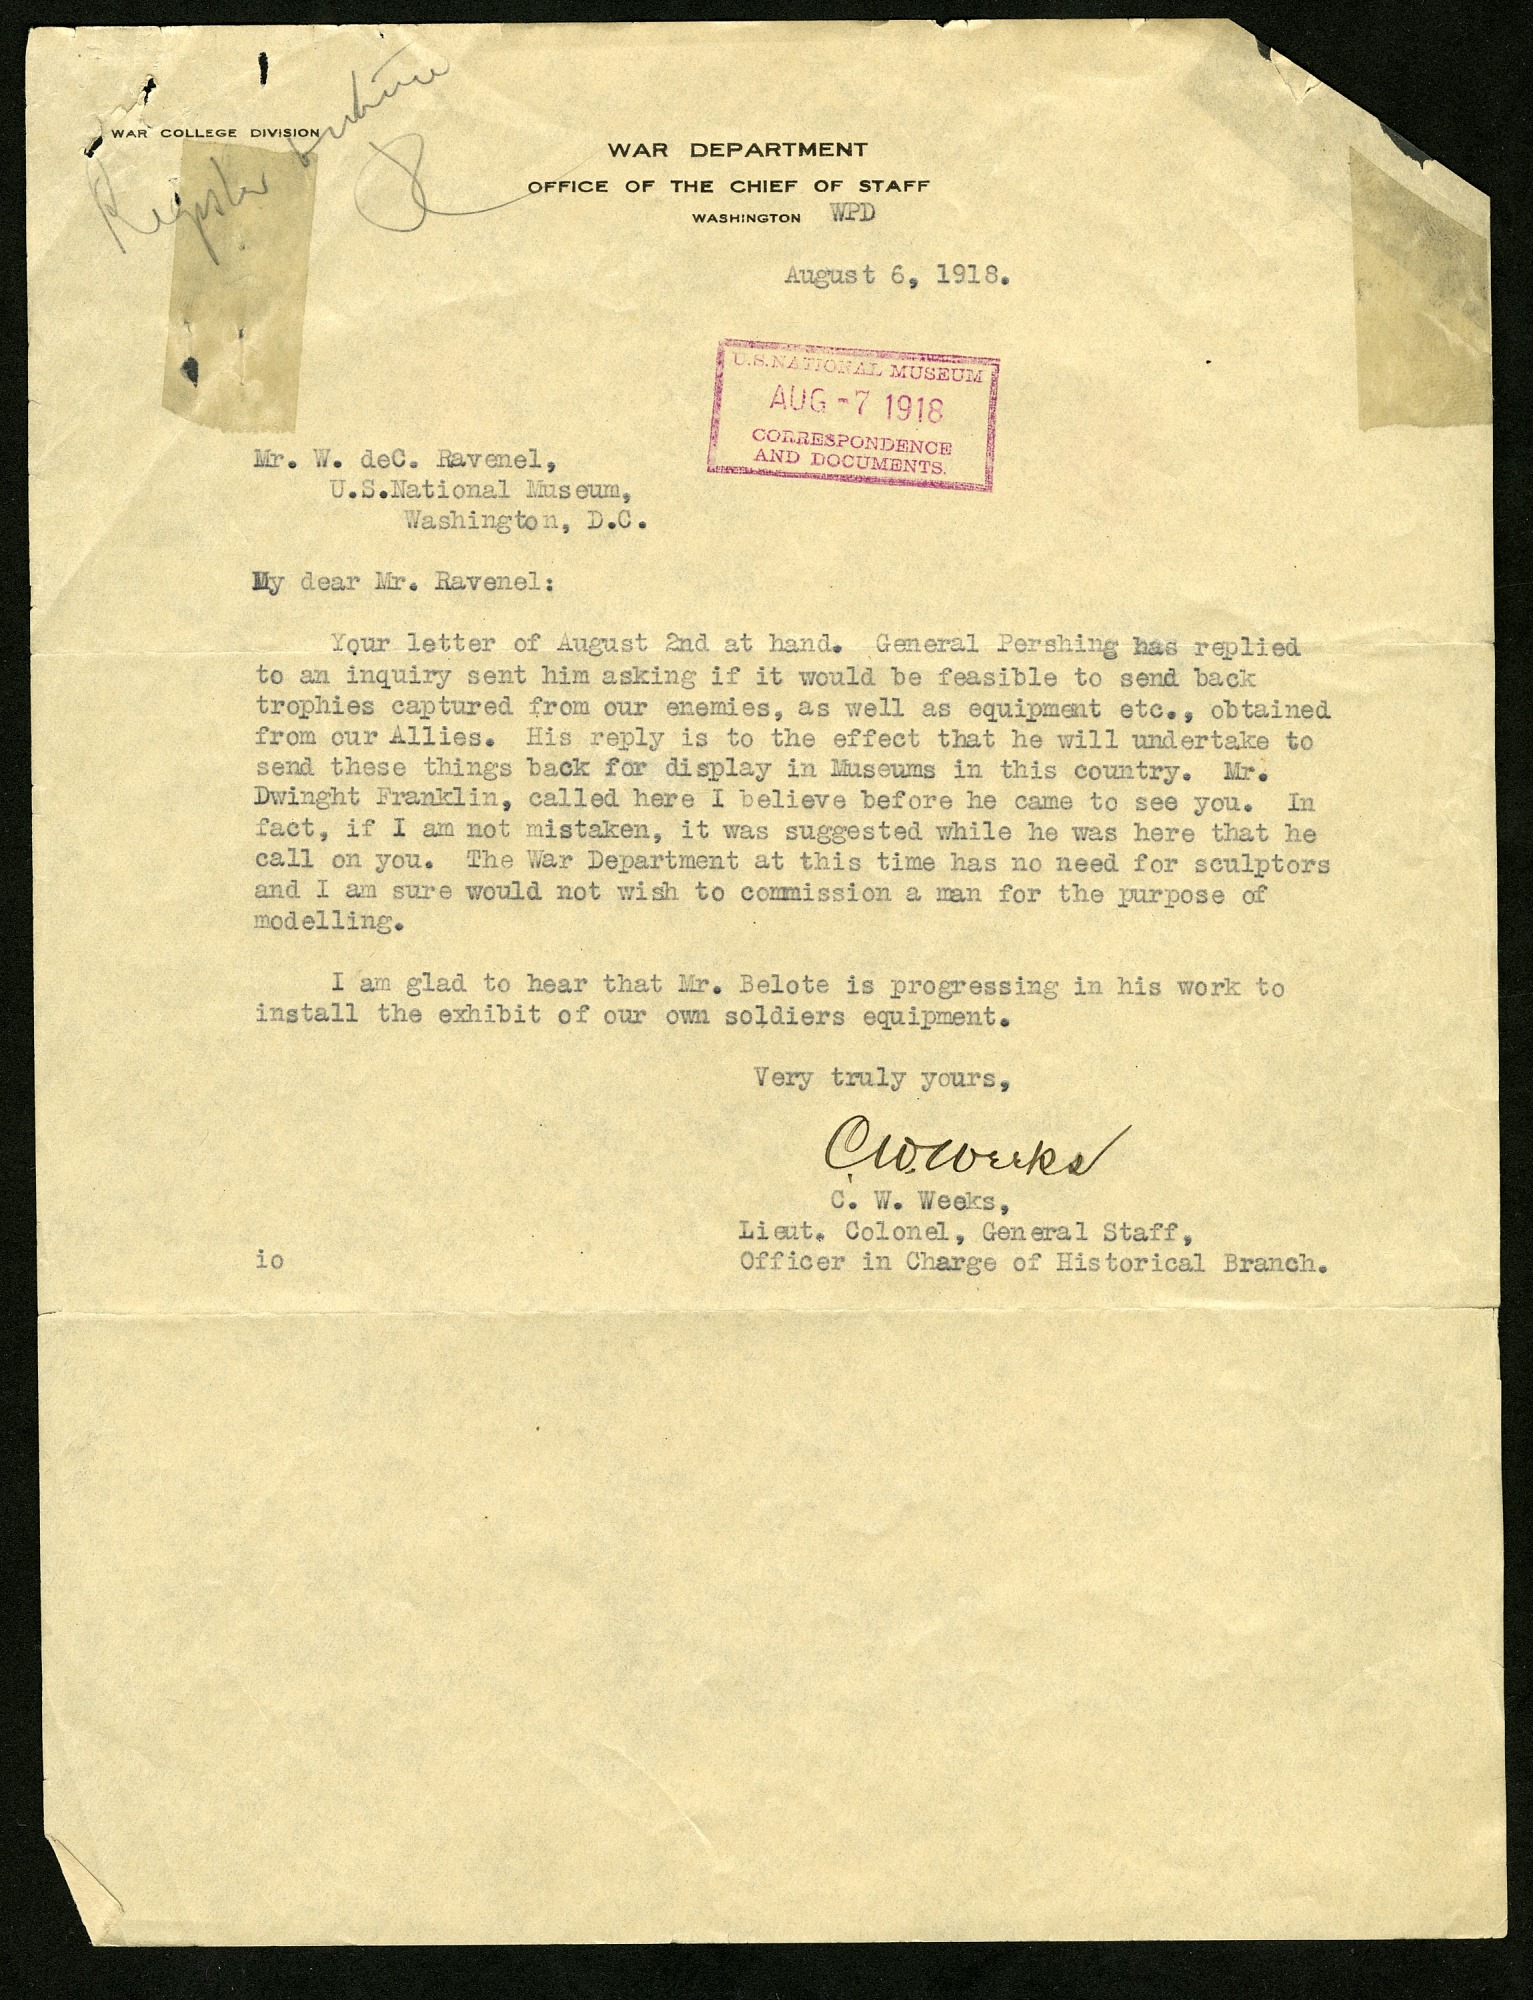 Register
WAR COLLEGE DIVISION
WAR DEPARTMENT
OFFICE OF THE CHIEF OF STAFF
WASHINGTON WPD
August 6, 1918.
U.S. NATIONAL MUSEUM
AUG -7 1918
CORRESPONDENCE
AND DOCUMENTS.
Mr. W. deC. Ravenel,
U.S.National Museum,
Washington, D.C.
My dear Mr. Ravenel:
Your letter of August 2nd at hand. General Pershing has replied
to an inquiry sent him asking if it would be feasible to send back
trophies captured from our enemies, as well as equipment etc., obtained
from our Allies. His reply is to the effect that he will undertake to
send these things back for display in Museums in this country. Mr.
Dwinght Franklin, called here I believe before he came to see you. In
fact, if I am not mistaken, it was suggested while he was here that he
call on you. The War Department at this time has no need for sculptors
and I am sure would not wish to commission a man for the purpose of
modelling.
I am glad to hear that Mr. Belote is progressing in his work to
install the exhibit of our own soldiers equipment.
Very truly yours,
C. W. Weeks
C. W. Weeks,
Lieut. Colonel, General Staff,
io Officer in Charge of Historical Branch.